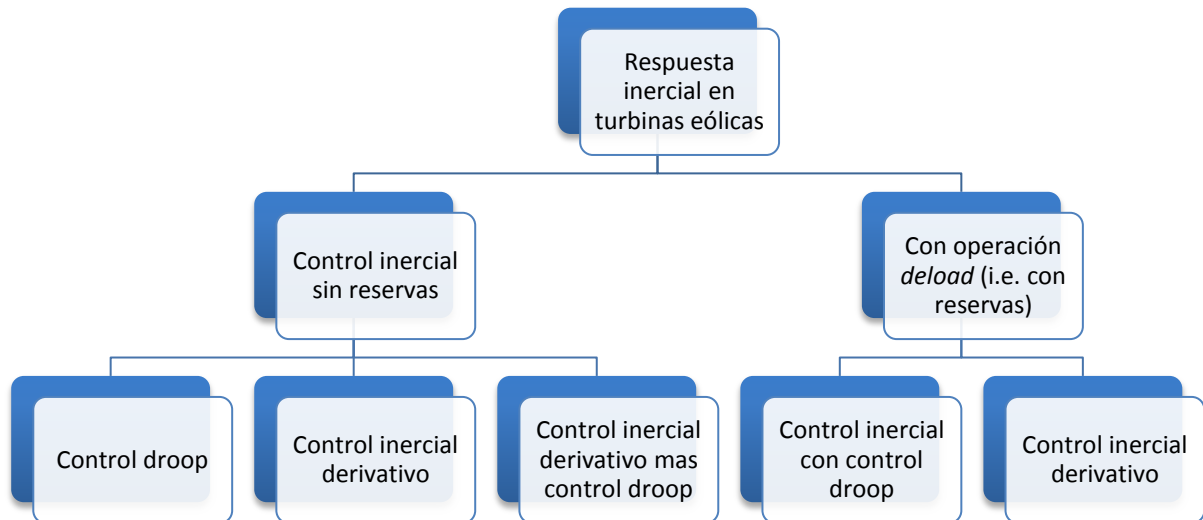 Respuesta
inercial en
turbinas eólicas
Control inercial
sin reservas
Con operación
deload (i.e. con
reservas)
Control droop
Control inercial
derivativo
Control inercial
derivativo mas
control droop
Control inercial
con control
droop
Control inercial
derivativo